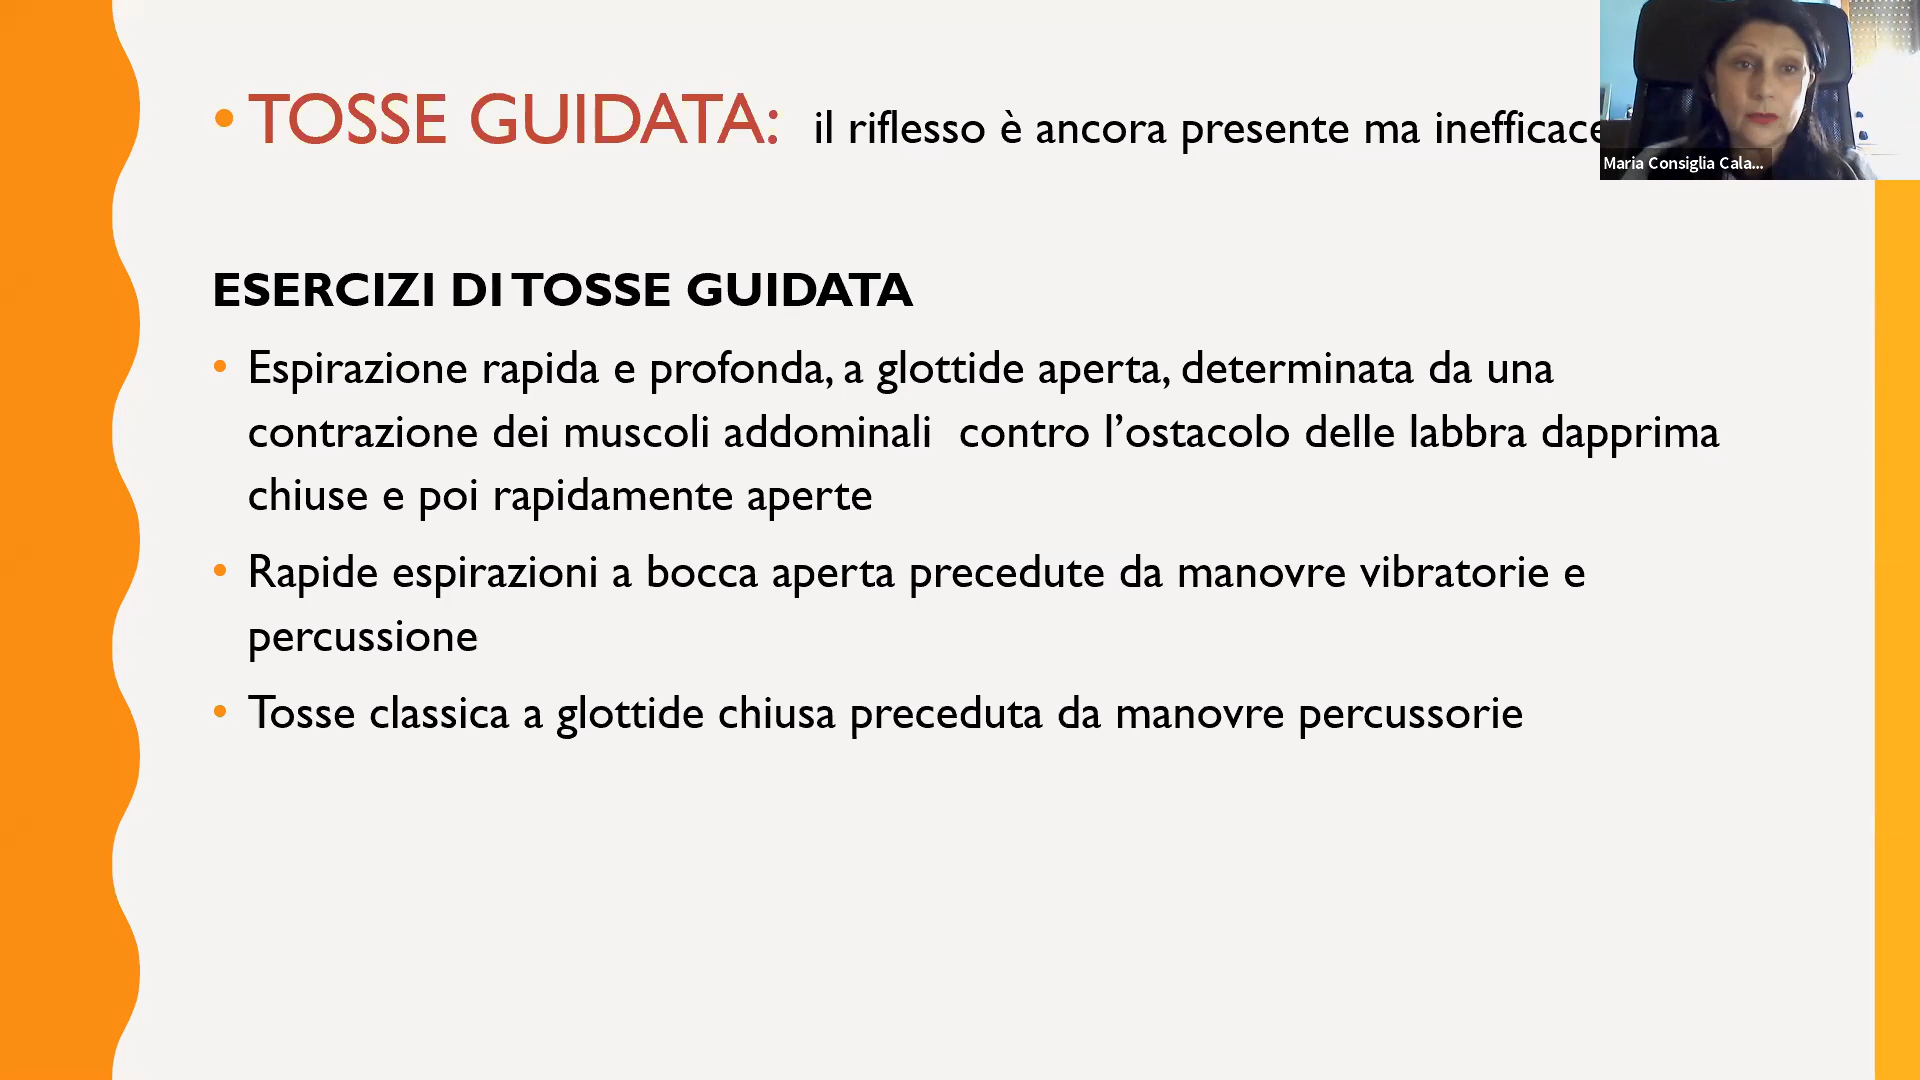 • TOSSE GUIDATA: il riflesso è ancora presente ma inefficace
Maria Consiglia Cala...
ESERCIZI DI TOSSE GUIDATA
• Espirazione rapida e profonda, a glottide aperta, determinata da una
contrazione dei muscoli addominali contro l’ostacolo delle labbra dapprima
chiuse e poi rapidamente aperte
• Rapide espirazioni a bocca aperta precedute da manovre vibratorie e
percussione
• Tosse classica a glottide chiusa preceduta da manovre percussorie